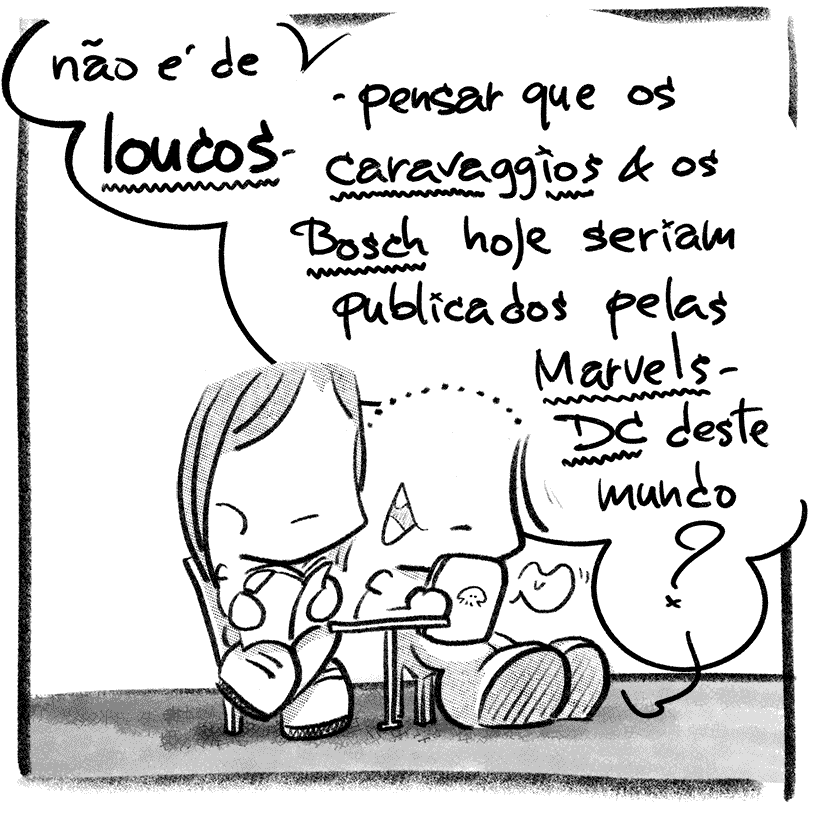 não é de
loucos-
-pensar que os
caravaggios & os
Bosch hoje seriam
publicados pelas
Marvels-
DC deste
mundo
?